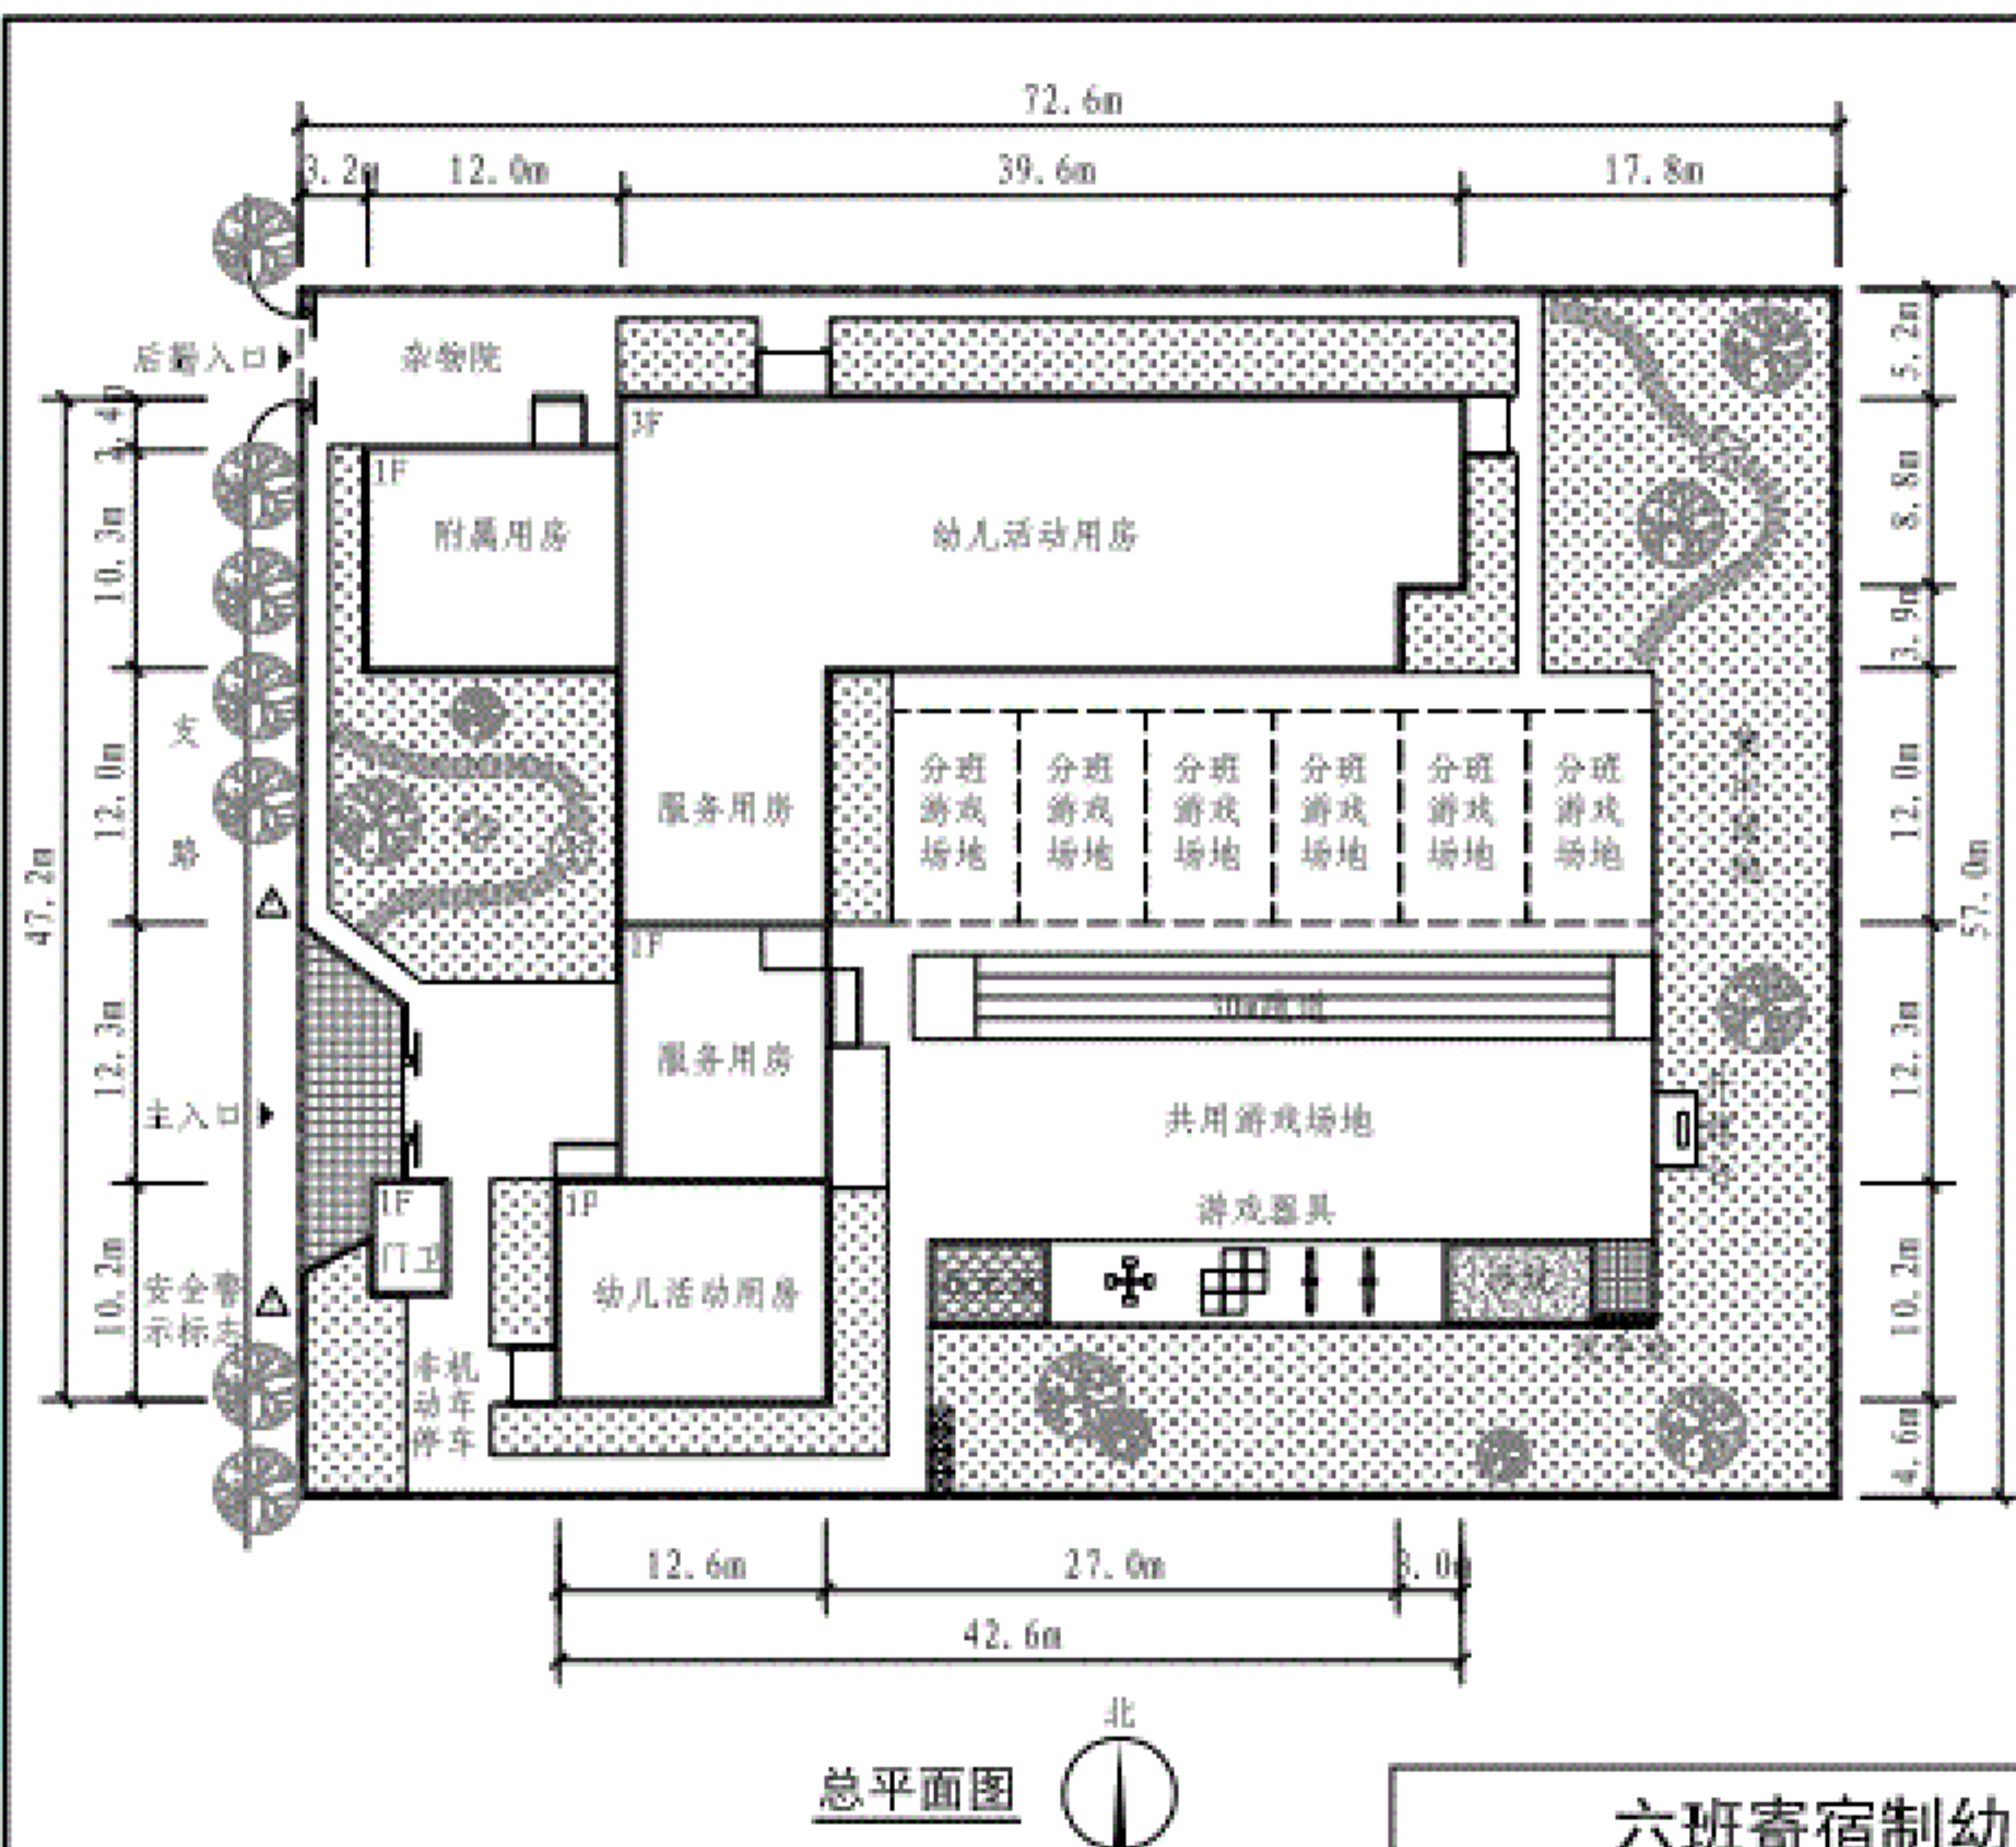 72.6m
3.2m 12.0m 39.6m 17.8m
后勤入口
杂物院
5.2m
3F
1F
附属用房
幼儿活动用房
8.8m
10.3m
3.9m
支
路
12.0m
服务用房
分班 分班 分班 分班 分班 分班
游戏 游戏 游戏 游戏 游戏 游戏
场地 场地 场地 场地 场地 场地
12.0m
47.2m
57.0m
1F
12.3m
服务用房
12.3m
主入口
共用游戏场地
1F
门卫
1F
游戏器具
10.2m
安全警
示标志
幼儿活动用房
10.2m
非机
动车
停车
4.6m
12.6m 27.0m 3.0m
42.6m
北
总平面图
六班寄宿制幼